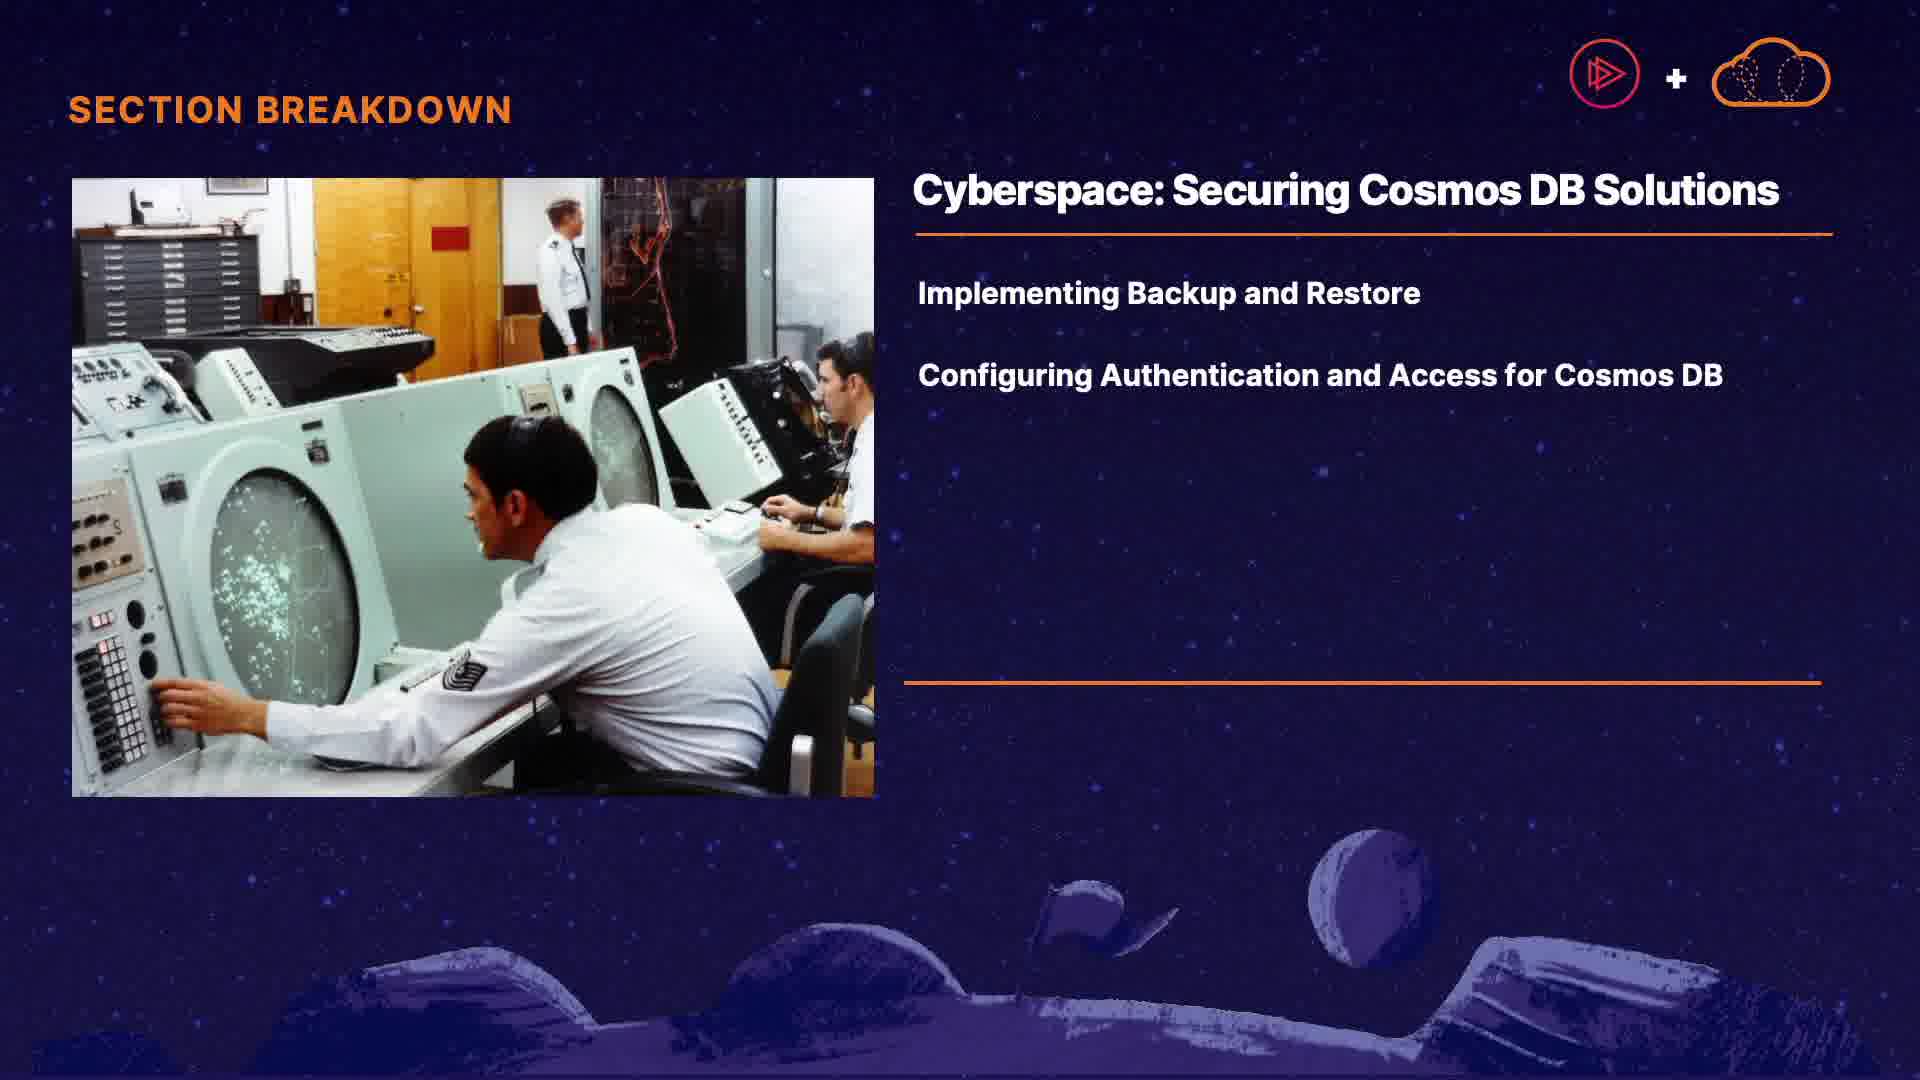 SECTION BREAKDOWN
Cyberspace: Securing Cosmos DB Solutions
Implementing Backup and Restore
Configuring Authentication and Access for Cosmos DB